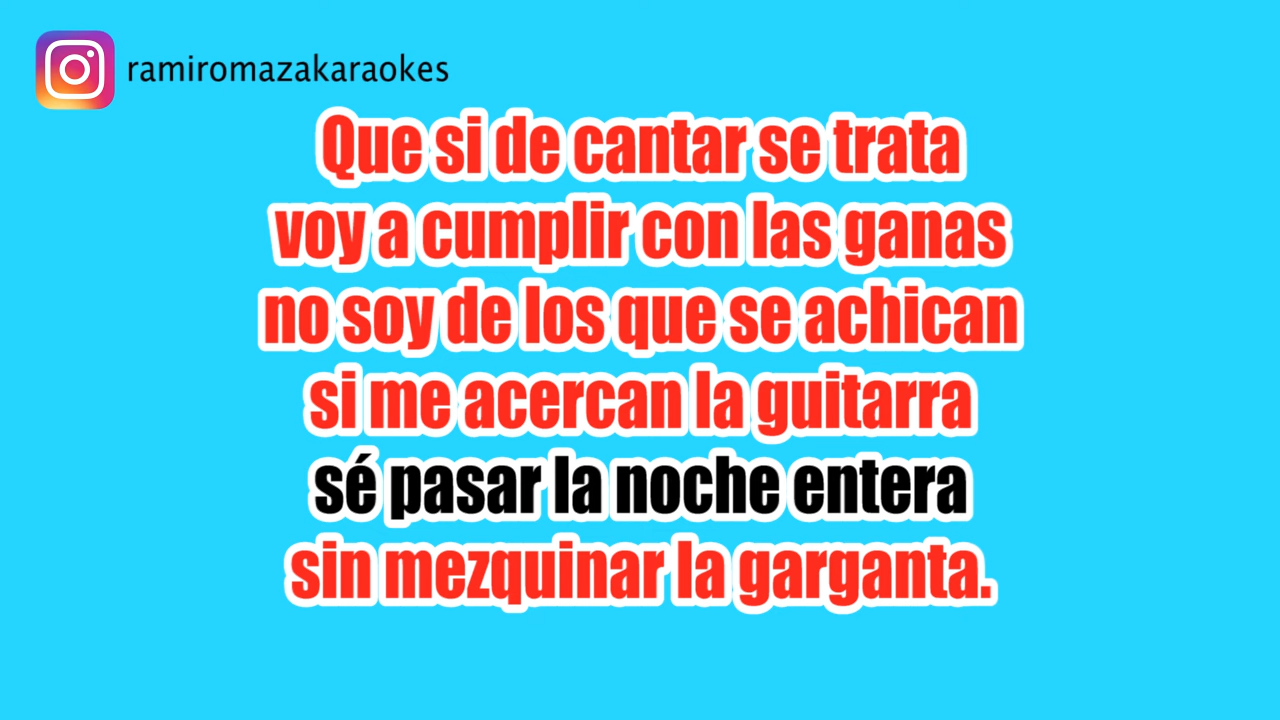 ramiromazakaraokes
Que si de cantar se trata
voy a cumplir con las ganas
no soy de los que se achican
si me acercan la guitarra
sé pasar la noche entera
sin mezquinar la garganta.